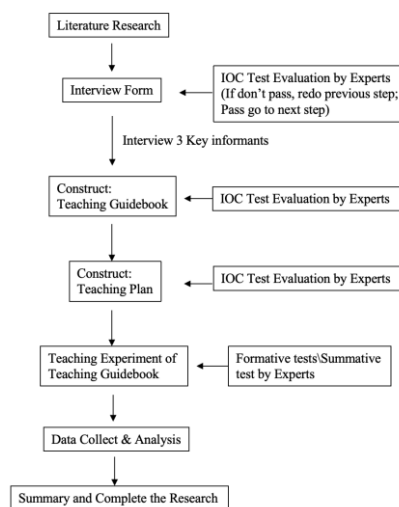 Literature Research
Interview Form
IOC Test Evaluation by Experts
(If don't pass, redo previous step;
Pass go to next step)
Interview 3 Key informants
Construct:
Teaching Guidebook
IOC Test Evaluation by Experts
Construct:
Teaching Plan
IOC Test Evaluation by Experts
Teaching Experiment of
Teaching Guidebook
Formative tests\Summative
test by Experts
Data Collect & Analysis
Summary and Complete the Research